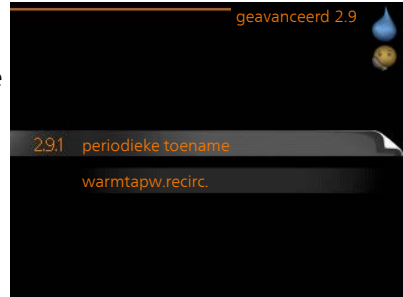 geavanceerd 2.9
2.9.1 periodieke toename
warmtapw.recirc.